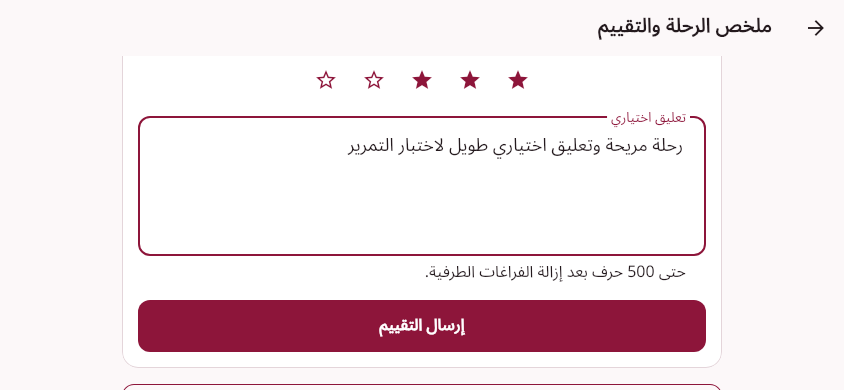 ملخص الرحلة والتقييم
تعليق اختياري
رحلة مريحة وتعليق اختياري طويل لاختبار التمرير
حتى 500 حرف بعد إزالة الفراغات الطرفية.
إرسال التقييم